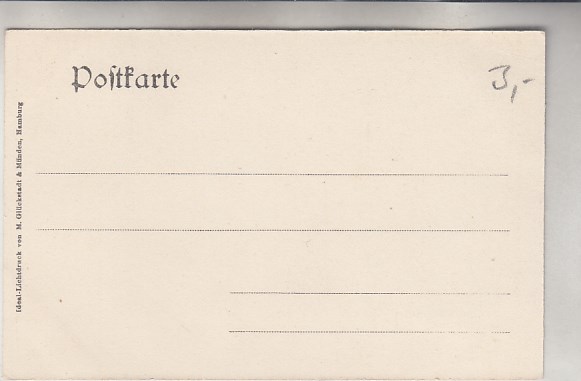 Postkarte
3,-
Ideal-Lichtdruck von M. Glückstadt & Münden, Hamburg